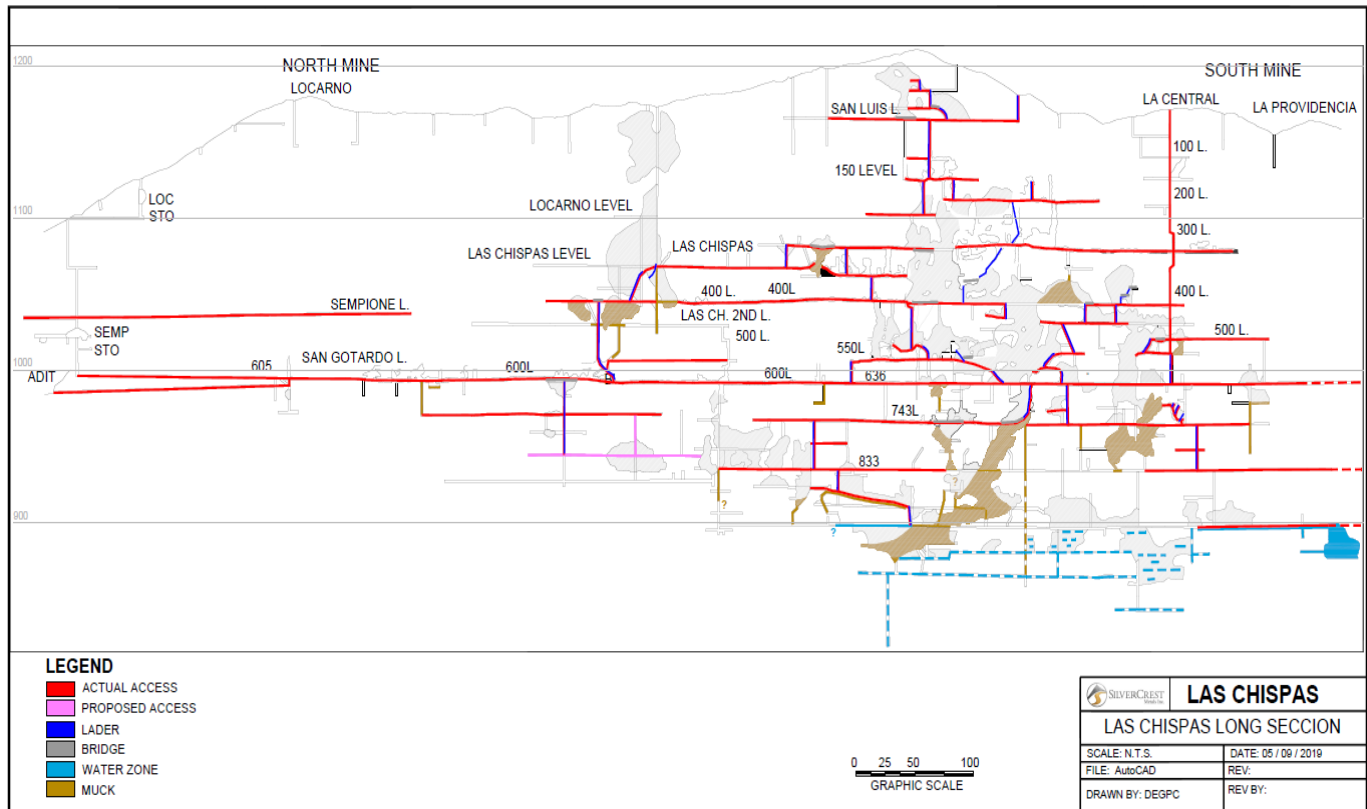 1200
NORTH MINE
LOCARNO
SOUTH MINE
LA CENTRAL
LA PROVIDENCIA
SAN LUIS L.
100 L.
150 LEVEL
200 L.
LOC
STO
1100
LOCARNO LEVEL
300 L.
LAS CHISPAS LEVEL
LAS CHISPAS
400 L.
400L
400 L.
SEMPIONE L.
LAS CH. 2ND L.
SEMP
STO
500 L.
500 L.
550L
1000
ADIT
605
SAN GOTARDO L.
600L
B
600L
636
743L
833
?
?
900
?
LEGEND
ACTUAL ACCESS
PROPOSED ACCESS
LADER
BRIDGE
WATER ZONE
MUCK
0 25 50 100
GRAPHIC SCALE
SILVERCREST
LAS CHISPAS
LAS CHISPAS LONG SECCION
SCALE: N.T.S.
DATE: 05 / 09 / 2019
FILE: AutoCAD
REV:
DRAWN BY: DEGPC
REV BY: